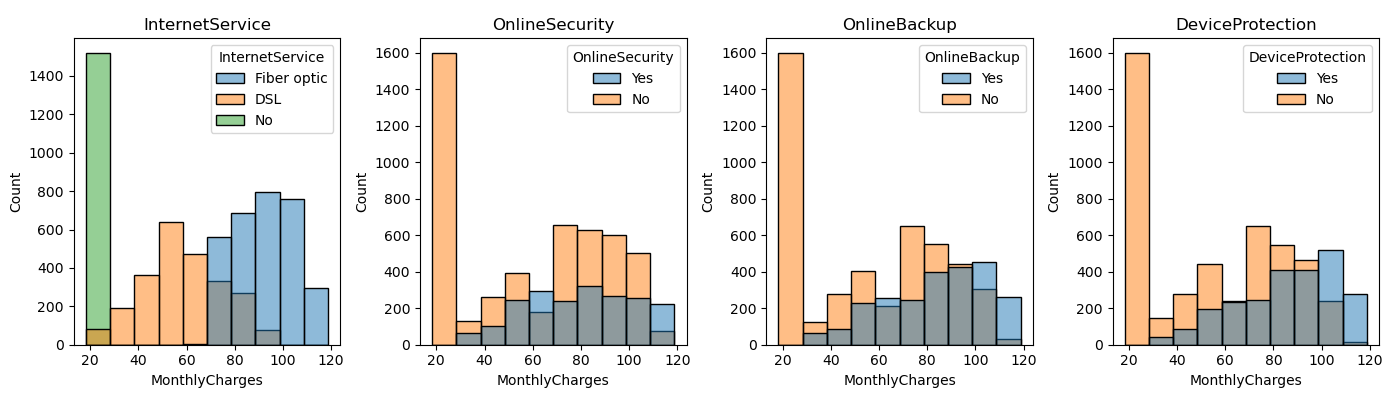 InternetService
1400
1200
1000
800
600
400
200
0
Count
20 40 60 80 100 120
MonthlyCharges
InternetService
Fiber optic
DSL
No
OnlineSecurity
1600
1400
1200
1000
800
600
400
200
0
Count
20 40 60 80 100 120
MonthlyCharges
OnlineSecurity
Yes
No
OnlineBackup
1600
1400
1200
1000
800
600
400
200
0
Count
20 40 60 80 100 120
MonthlyCharges
OnlineBackup
Yes
No
DeviceProtection
1600
1400
1200
1000
800
600
400
200
0
Count
20 40 60 80 100 120
MonthlyCharges
DeviceProtection
Yes
No